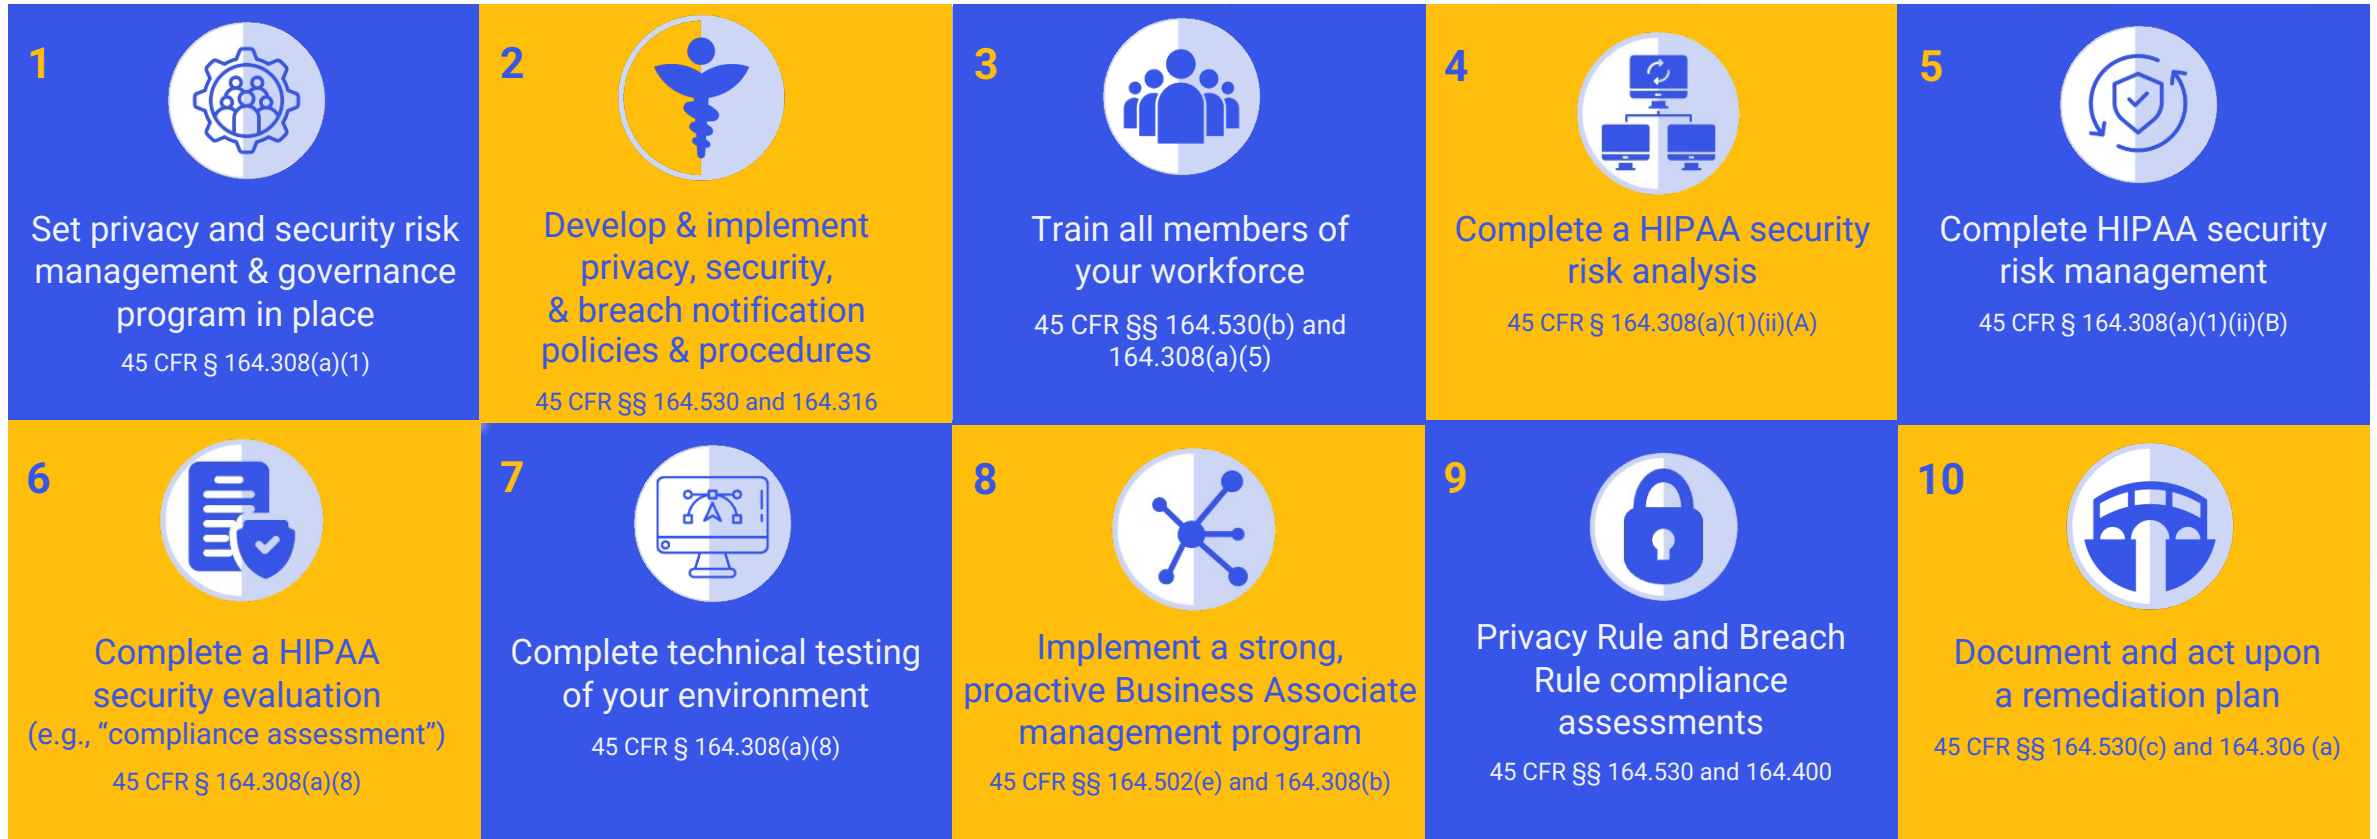 1
Set privacy and security risk
management & governance
program in place
45 CFR § 164.308(a)(1)
2
Develop & implement
privacy, security,
& breach notification
policies & procedures
45 CFR §§ 164.530 and 164.316
3
Train all members of
your workforce
45 CFR §§ 164.530(b) and
164.308(a)(5)
4
Complete a HIPAA security
risk analysis
45 CFR § 164.308(a)(1)(ii)(A)
5
Complete HIPAA security
risk management
45 CFR § 164.308(a)(1)(ii)(B)
6
Complete a HIPAA
security evaluation
(e.g., “compliance assessment”)
45 CFR § 164.308(a)(8)
7
Complete technical testing
of your environment
45 CFR § 164.308(a)(8)
8
Implement a strong,
proactive Business Associate
management program
45 CFR §§ 164.502(e) and 164.308(b)
9
Privacy Rule and Breach
Rule compliance
assessments
45 CFR §§ 164.530 and 164.400
10
Document and act upon
a remediation plan
45 CFR §§ 164.530(c) and 164.306 (a)